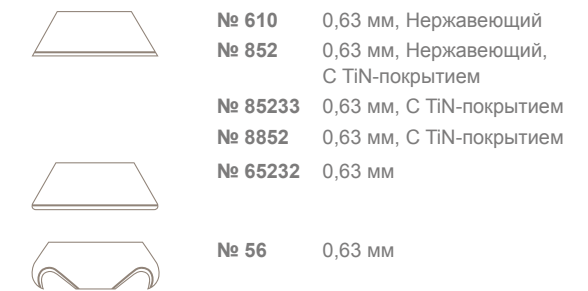 № 610 0,63 мм, Нержавеющий
№ 852 0,63 мм, Нержавеющий,
С TiN-покрытием
№ 85233 0,63 мм, С TiN-покрытием
№ 8852 0,63 мм, С TiN-покрытием
№ 65232 0,63 мм
№ 56 0,63 мм